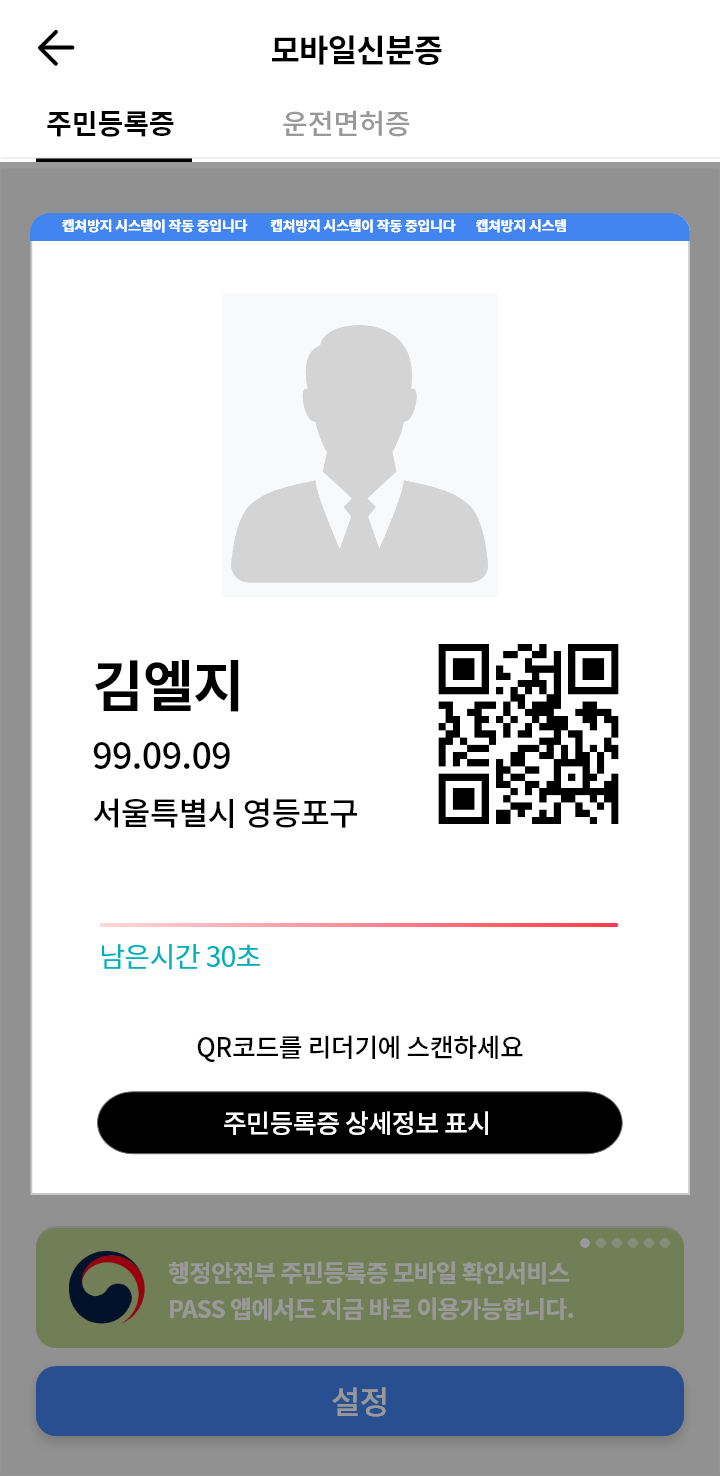 모바일신분증
주민등록증 운전면허증
캡쳐방지 시스템이 작동 중입니다 캡쳐방지 시스템이 작동 중입니다 캡쳐방지 시스템
김엘지
99.09.09
서울특별시 영등포구
남은시간 30초
QR코드를 리더기에 스캔하세요
주민등록증 상세정보 표시
행정안전부 주민등록증 모바일 확인서비스
PASS 앱에서도 지금 바로 이용가능합니다.
설정